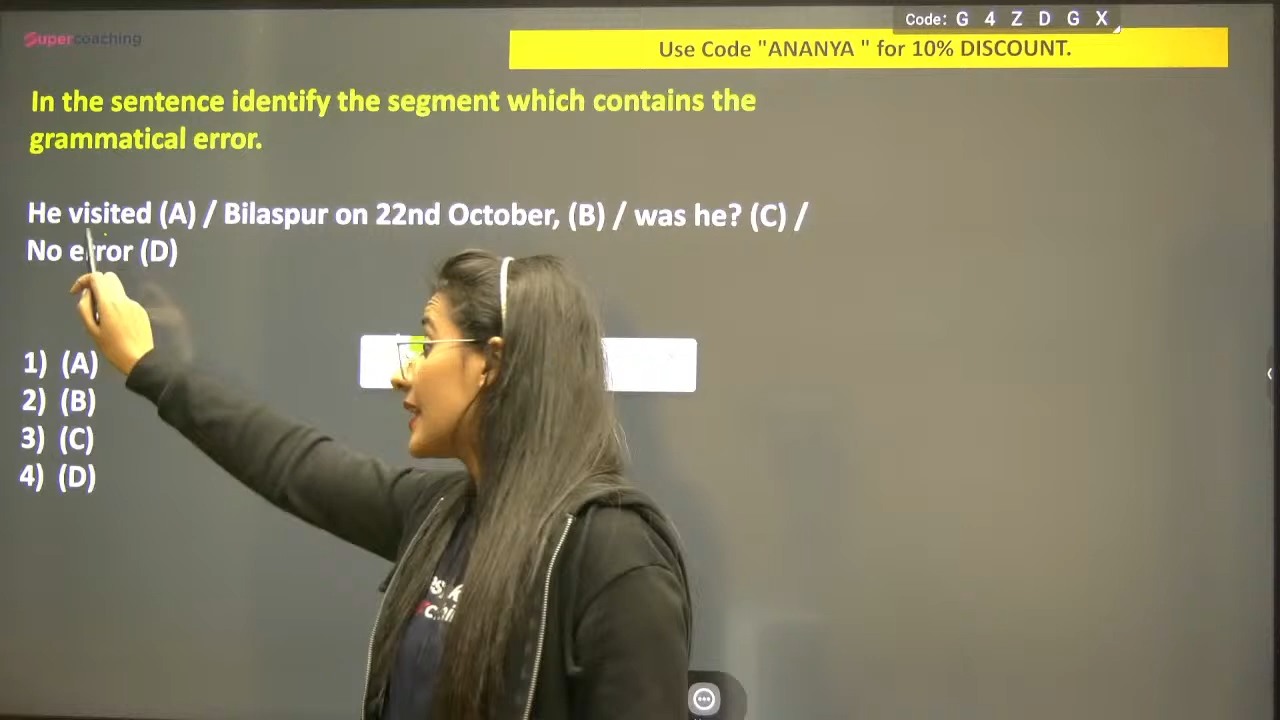 Supercoaching
Code: G 4 Z D G X
Use Code "ANANYA " for 10% DISCOUNT.
In the sentence identify the segment which contains the
grammatical error.
He visited (A) / Bilaspur on 22nd October, (B) / was he? (C) /
No error (D)
1) (A)
2) (B)
3) (C)
4) (D)